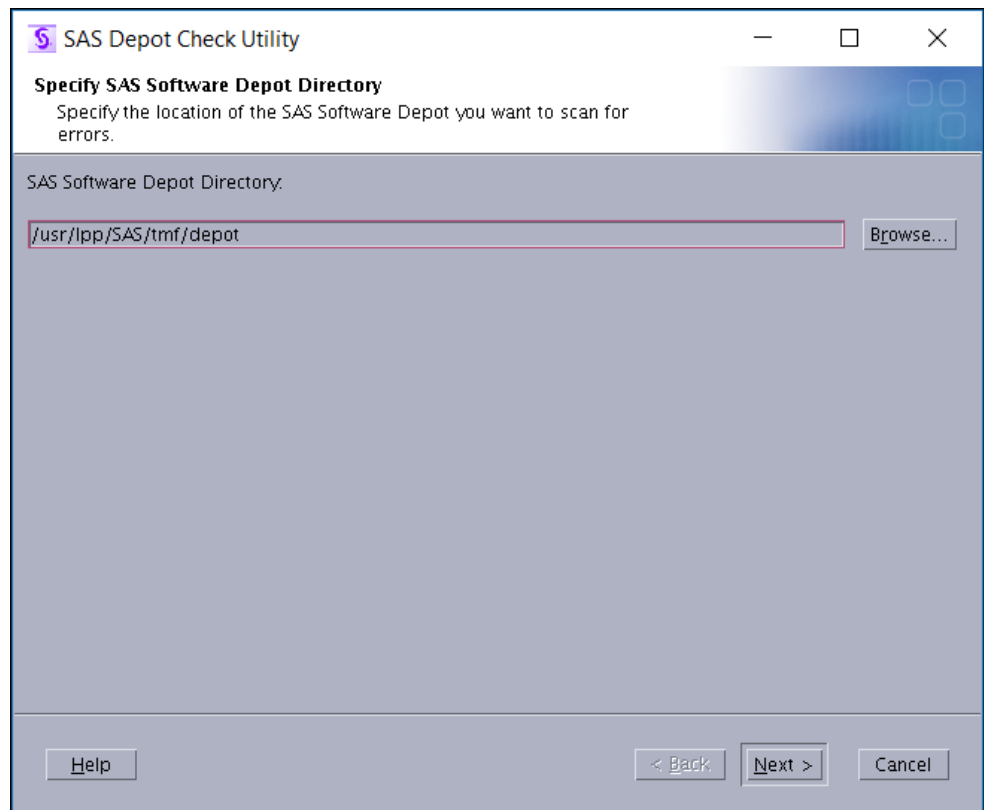 SAS Depot Check Utility
Specify SAS Software Depot Directory
Specify the location of the SAS Software Depot you want to scan for
errors.
SAS Software Depot Directory:
/usr/lpp/SAS/tmf/depot
Browse...
Help
< Back
Next >
Cancel